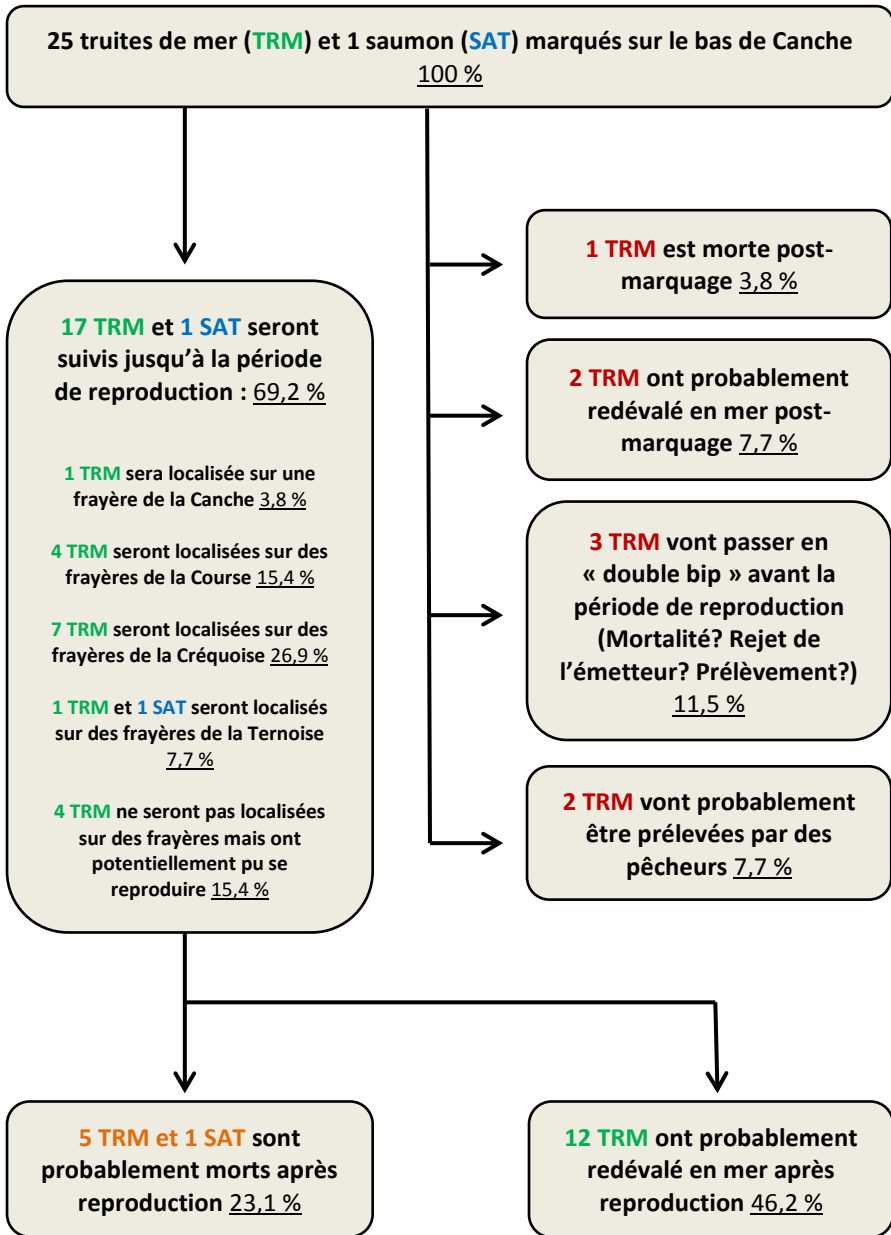 25 truites de mer (TRM) et 1 saumon (SAT) marqués sur le bas de Canche
100 %
17 TRM et 1 SAT seront
suivis jusqu’à la période
de reproduction : 69,2 %
1 TRM sera localisée sur une
frayère de la Canche 3,8 %
4 TRM seront localisées sur des
frayères de la Course 15,4 %
7 TRM seront localisées sur des
frayères de la Créquoise 26,9 %
1 TRM et 1 SAT seront localisés
sur des frayères de la Ternoise
7,7 %
4 TRM ne seront pas localisées
sur des frayères mais ont
potentiellement pu se
reproduire 15,4 %
1 TRM est morte post-
marquage 3,8 %
2 TRM ont probablement
redévalé en mer post-
marquage 7,7 %
3 TRM vont passer en
« double bip » avant la
période de reproduction
(Mortalité? Rejet de
l’émetteur? Prélèvement?)
11,5 %
2 TRM vont probablement
être prélevées par des
pêcheurs 7,7 %
5 TRM et 1 SAT sont
probablement morts après
reproduction 23,1 %
12 TRM ont probablement
redévalé en mer après
reproduction 46,2 %